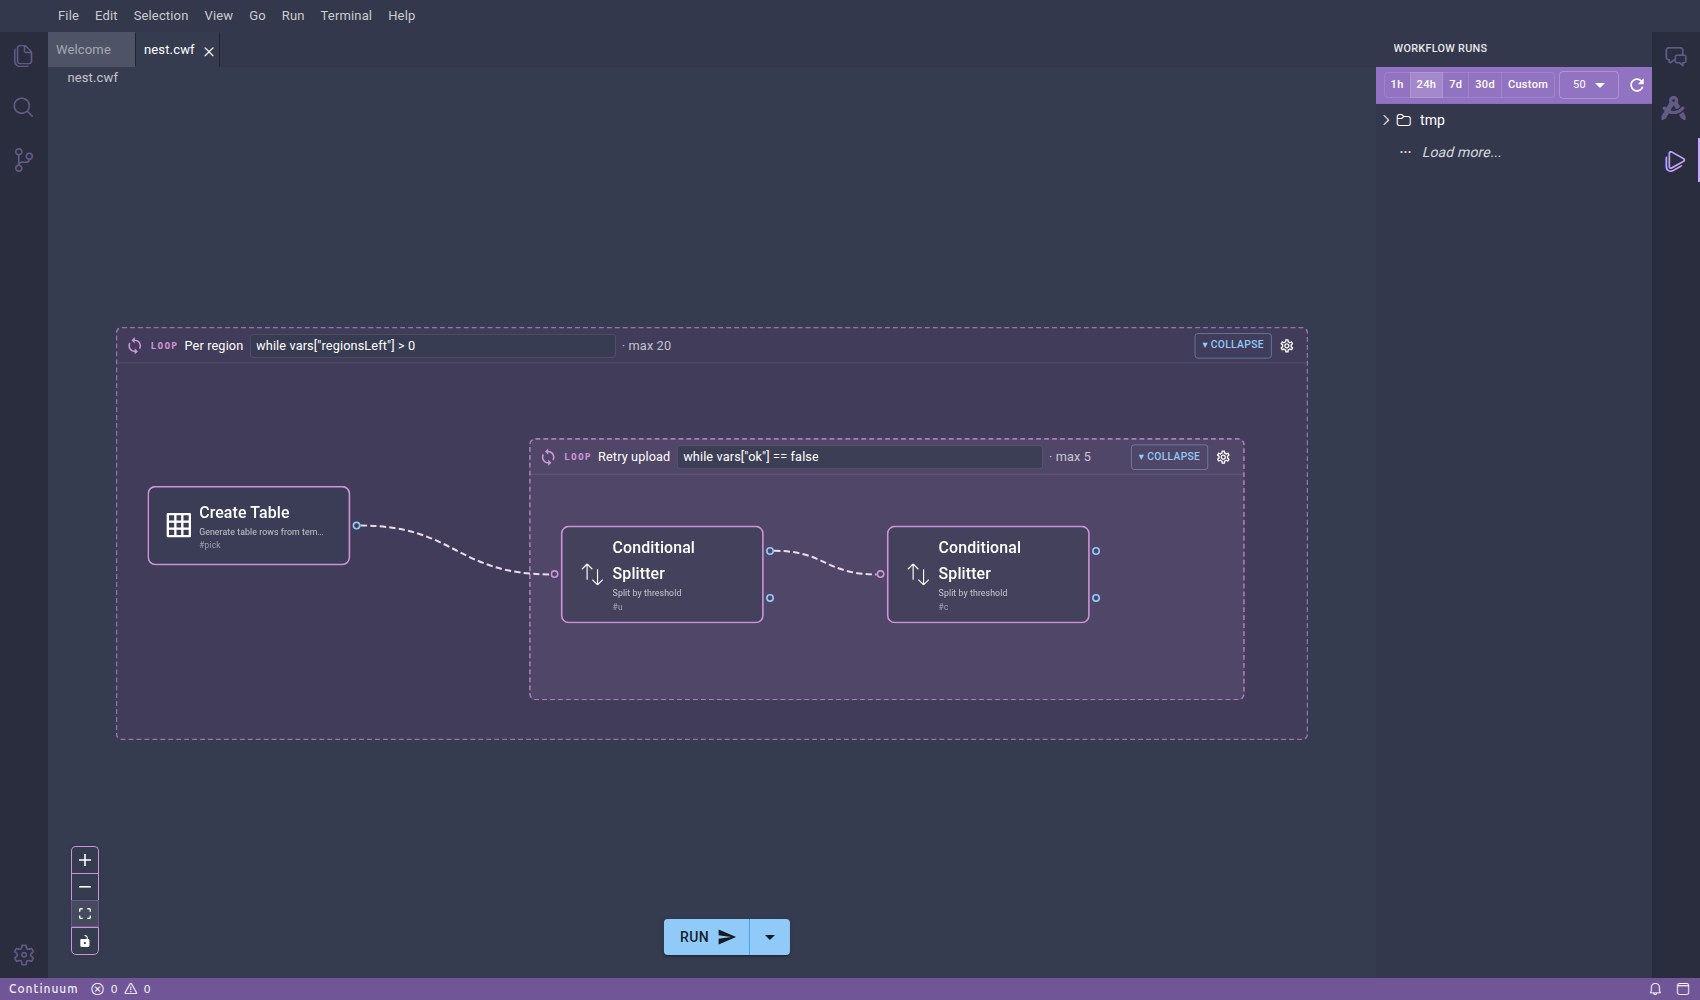 File Edit Selection View Go Run Terminal Help
Welcome nest.cwf
nest.cwf
WORKFLOW RUNS
1h 24h 7d 30d Custom 50
tmp
Load more...
LOOP Per region while vars["regionsLeft"] > 0 · max 20 ▾ COLLAPSE
LOOP Retry upload while vars["ok"] == false · max 5 ▾ COLLAPSE
Create Table
Generate table rows from tem...
#pick
Conditional
Splitter
Split by threshold
#u
Conditional
Splitter
Split by threshold
#c
RUN
Continuum 0 0